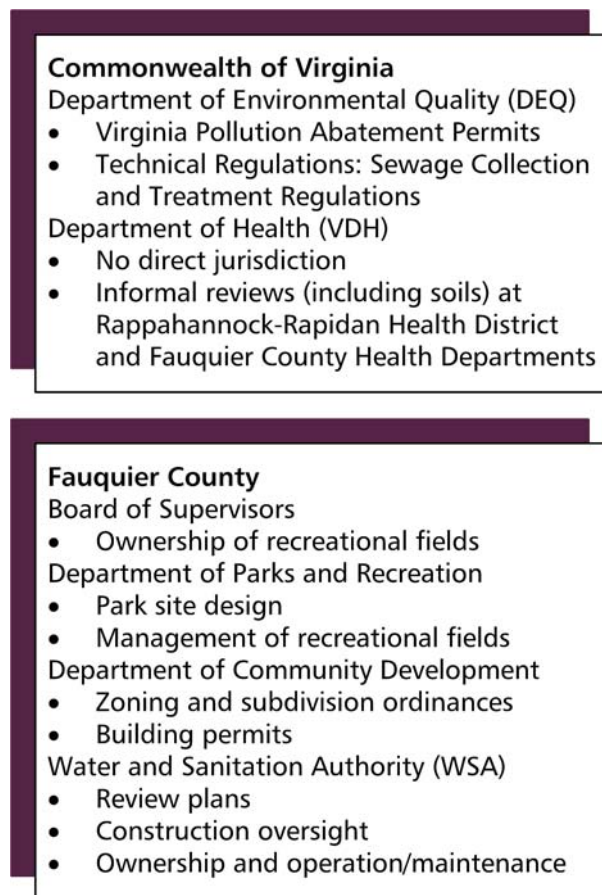 Commonwealth of Virginia
Department of Environmental Quality (DEQ)
• Virginia Pollution Abatement Permits
• Technical Regulations: Sewage Collection
and Treatment Regulations
Department of Health (VDH)
• No direct jurisdiction
• Informal reviews (including soils) at
Rappahannock-Rapidan Health District
and Fauquier County Health Departments
Fauquier County
Board of Supervisors
• Ownership of recreational fields
Department of Parks and Recreation
• Park site design
• Management of recreational fields
Department of Community Development
• Zoning and subdivision ordinances
• Building permits
Water and Sanitation Authority (WSA)
• Review plans
• Construction oversight
• Ownership and operation/maintenance